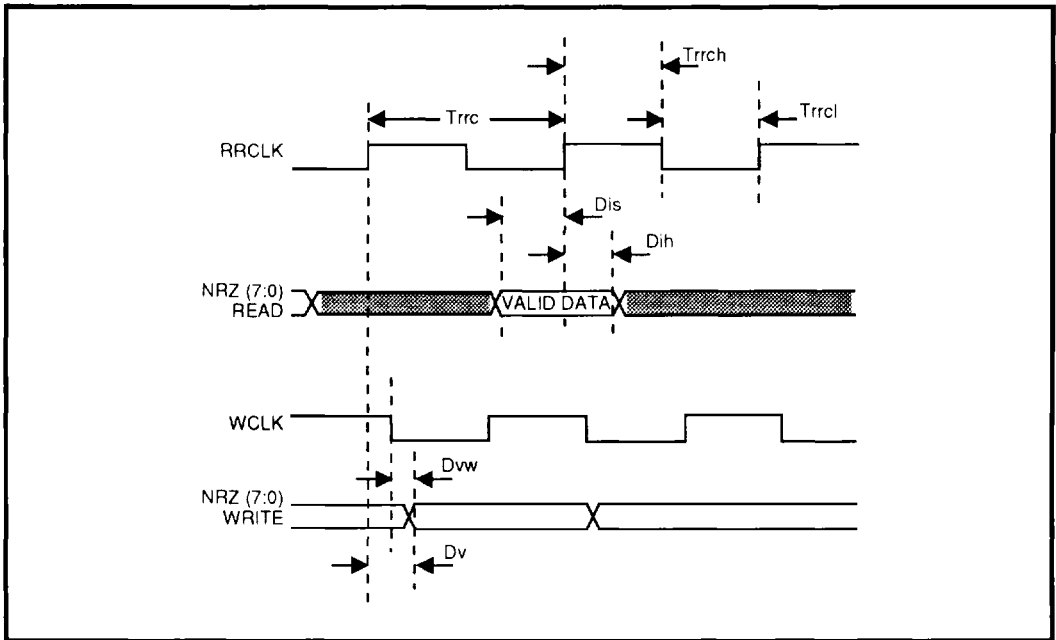 Trrch
Trrc
Trrcl
RRCLK
Dis
Dih
NRZ (7:0)
READ
VALID DATA
WCLK
Dvw
NRZ (7:0)
WRITE
Dv